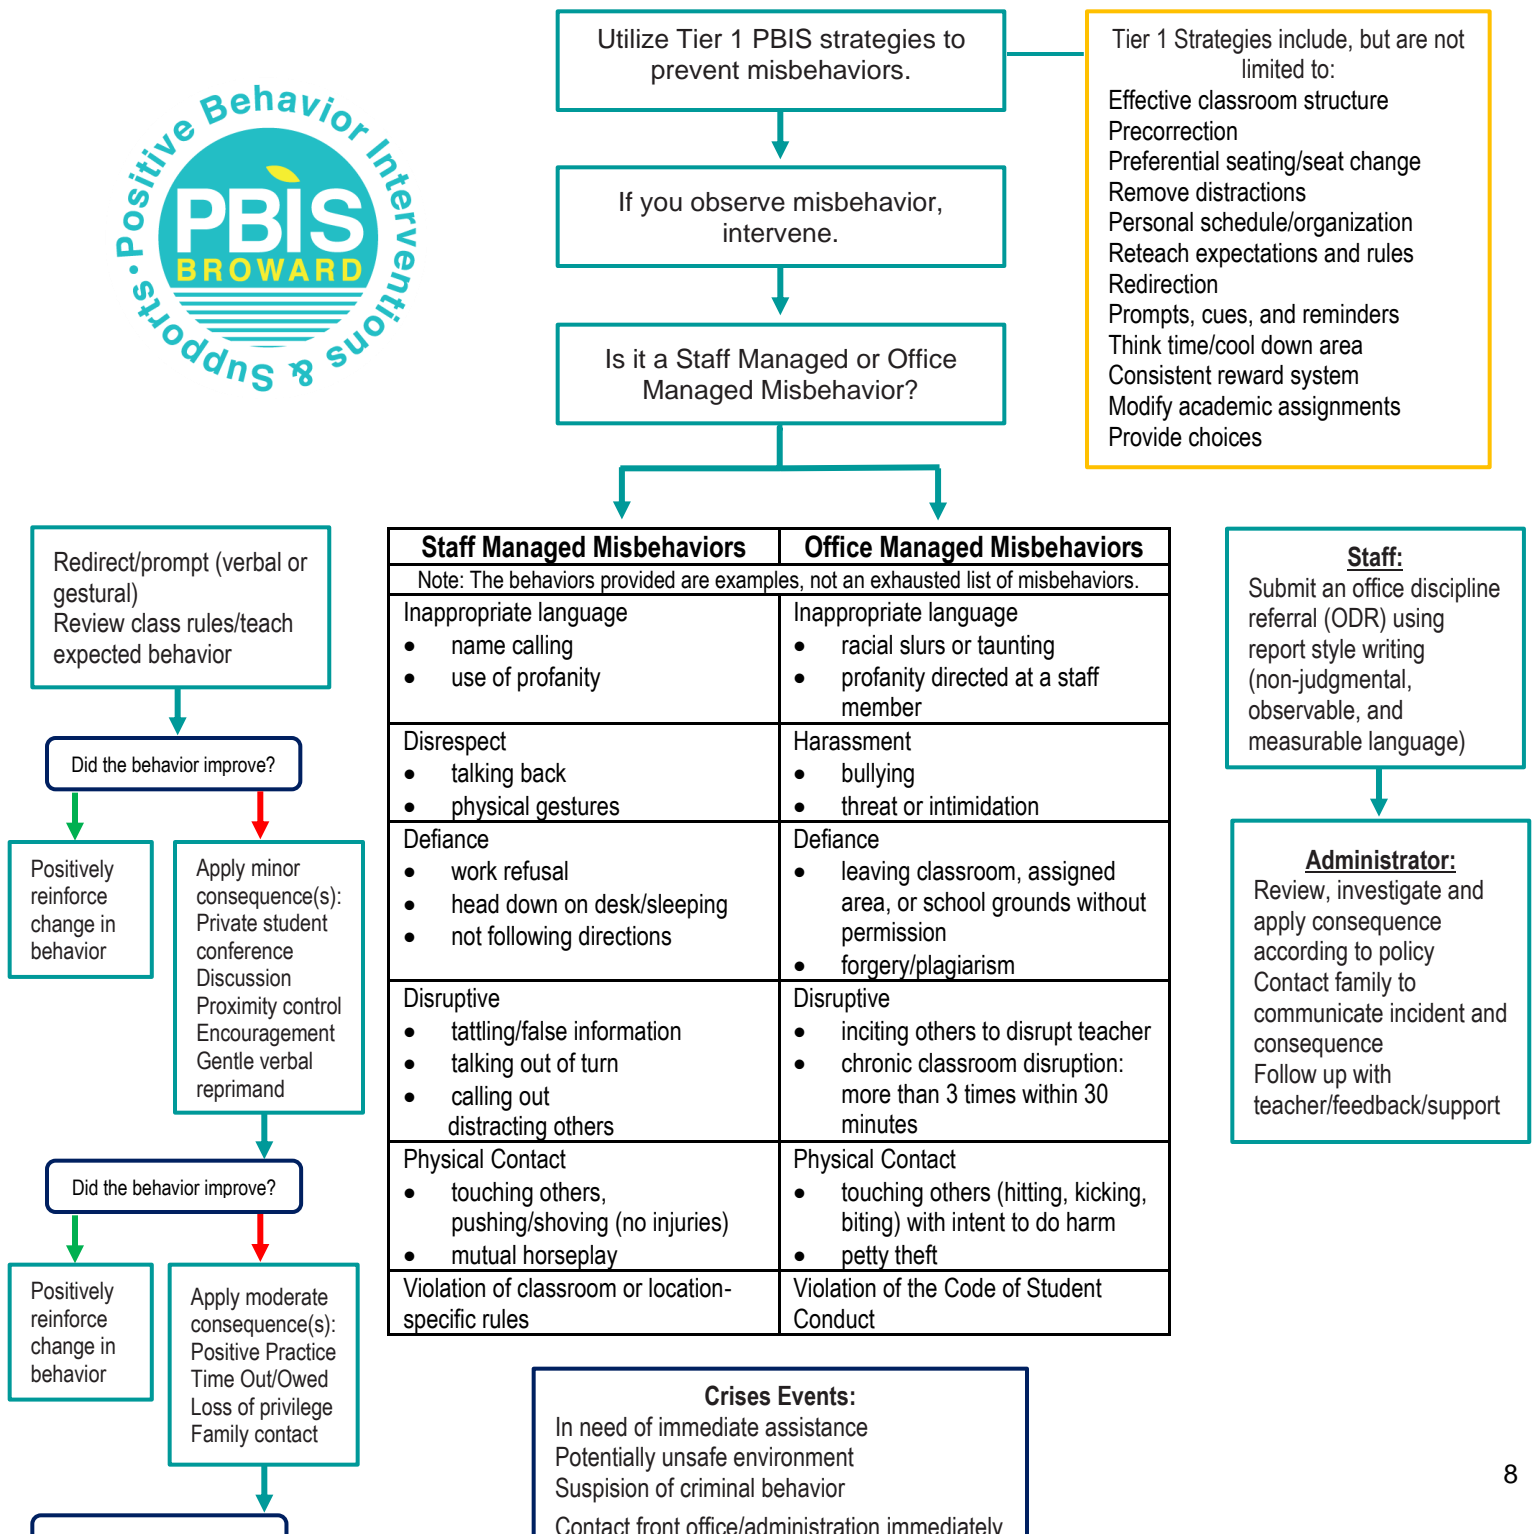 Utilize Tier 1 PBIS strategies to
prevent misbehaviors.
Tier 1 Strategies include, but are not
limited to:
Effective classroom structure
Precorrection
Preferential seating/seat change
Remove distractions
Personal schedule/organization
Reteach expectations and rules
Redirection
Prompts, cues, and reminders
Think time/cool down area
Consistent reward system
Modify academic assignments
Provide choices
Positive Behavior Interventions & Supports
PBIS
BROWARD
If you observe misbehavior,
intervene.
Is it a Staff Managed or Office
Managed Misbehavior?
Redirect/prompt (verbal or
gestural)
Review class rules/teach
expected behavior
Did the behavior improve?
Positively
reinforce
change in
behavior
Apply minor
consequence(s):
Private student
conference
Discussion
Proximity control
Encouragement
Gentle verbal
reprimand
Did the behavior improve?
Positively
reinforce
change in
behavior
Apply moderate
consequence(s):
Positive Practice
Time Out/Owed
Loss of privilege
Family contact
Staff Managed Misbehaviors
Office Managed Misbehaviors
Note: The behaviors provided are examples, not an exhausted list of misbehaviors.
Inappropriate language
• name calling
• use of profanity
Inappropriate language
• racial slurs or taunting
• profanity directed at a staff
member
Disrespect
• talking back
• physical gestures
Harassment
• bullying
• threat or intimidation
Defiance
• work refusal
• head down on desk/sleeping
• not following directions
Defiance
• leaving classroom, assigned
area, or school grounds without
permission
• forgery/plagiarism
Disruptive
• tattling/false information
• talking out of turn
• calling out
distracting others
Disruptive
• inciting others to disrupt teacher
• chronic classroom disruption:
more than 3 times within 30
minutes
Physical Contact
• touching others,
pushing/shoving (no injuries)
• mutual horseplay
Physical Contact
• touching others (hitting, kicking,
biting) with intent to do harm
• petty theft
Violation of classroom or location-
specific rules
Violation of the Code of Student
Conduct
Staff:
Submit an office discipline
referral (ODR) using
report style writing
(non-judgmental,
observable, and
measurable language)
Administrator:
Review, investigate and
apply consequence
according to policy
Contact family to
communicate incident and
consequence
Follow up with
teacher/feedback/support
Crises Events:
In need of immediate assistance
Potentially unsafe environment
Suspision of criminal behavior
Contact front office/administration immediately
8